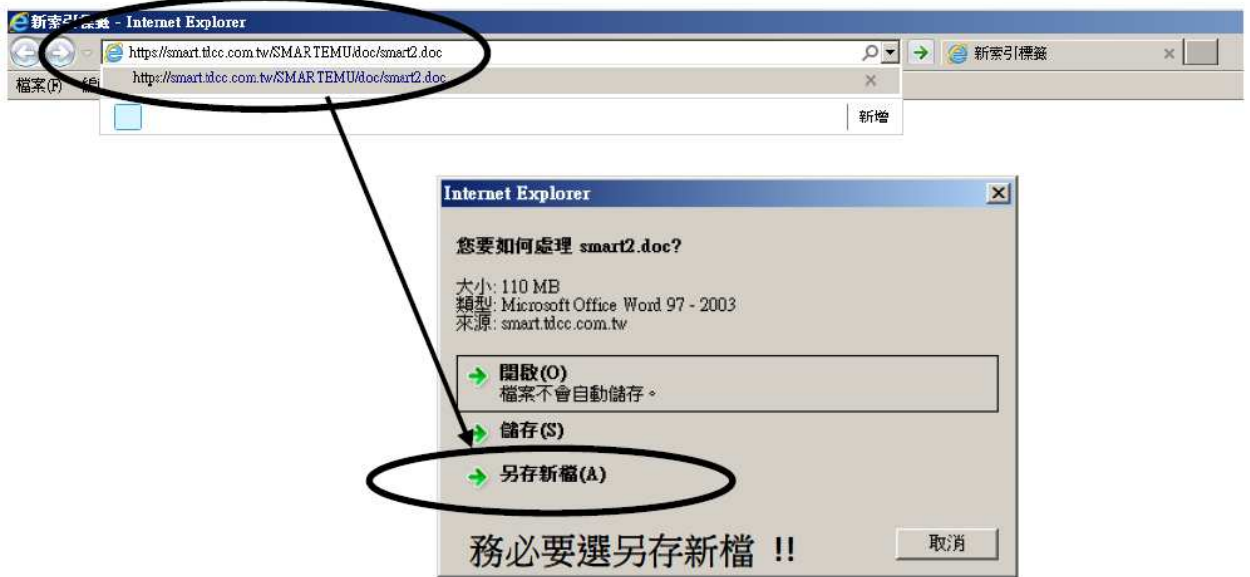 新索引標籤 - Internet Explorer
https://smart.tdcc.com.tw/SMARTEMU/doc/smart2.doc
新索引標籤
https://smart.tdcc.com.tw/SMARTEMU/doc/smart2.doc
檔案(F) 編
新增
Internet Explorer
您要如何處理 smart2.doc?
大小: 110 MB
類型: Microsoft Office Word 97 - 2003
來源: smart.tdcc.com.tw
開啟(O)
檔案不會自動儲存。
儲存(S)
另存新檔(A)
務必要選另存新檔 !!
取消